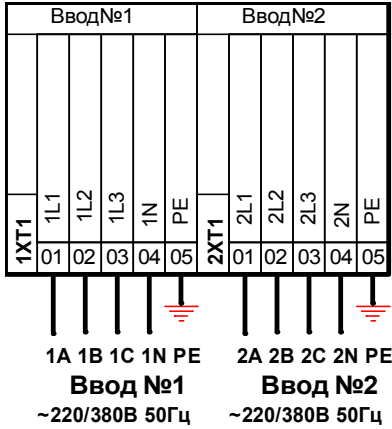 Ввод№1 Ввод№2
1XT1 1L1 1L2 1L3 1N PE 2XT1 2L1 2L2 2L3 2N PE
01 02 03 04 05 01 02 03 04 05
1A 1B 1C 1N PE 2A 2B 2C 2N PE
Ввод №1 Ввод №2
~220/380В 50Гц ~220/380В 50Гц